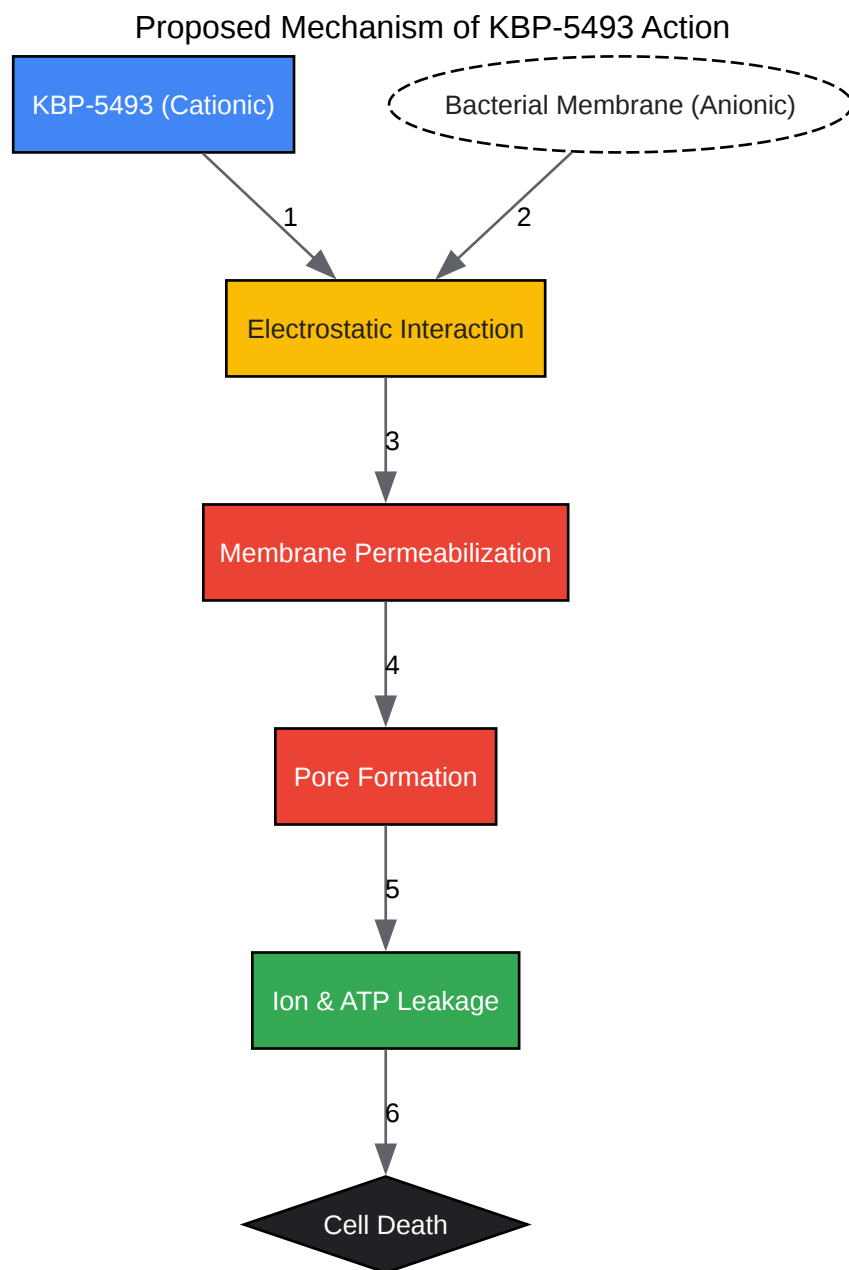 Proposed Mechanism of KBP-5493 Action
KBP-5493 (Cationic)
Bacterial Membrane (Anionic)
1
2
Electrostatic Interaction
3
Membrane Permeabilization
4
Pore Formation
5
Ion & ATP Leakage
6
Cell Death